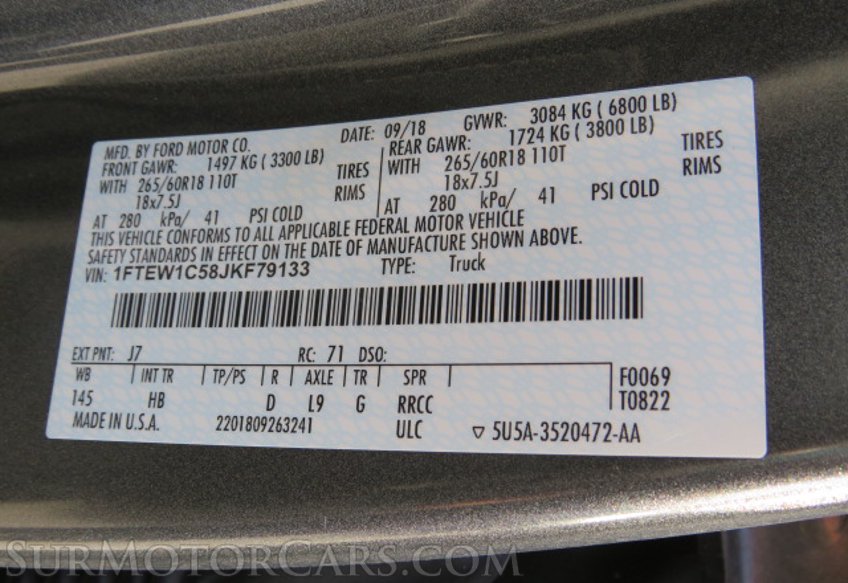 MFD. BY FORD MOTOR CO. DATE: 09/18 GVWR: 3084 KG ( 6800 LB)
FRONT GAWR: 1497 KG ( 3300 LB) REAR GAWR: 1724 KG ( 3800 LB)
WITH 265/60R18 110T TIRES WITH 265/60R18 110T TIRES
18x7.5J RIMS 18x7.5J RIMS
AT 280 kPa/ 41 PSI COLD AT 280 kPa/ 41 PSI COLD
THIS VEHICLE CONFORMS TO ALL APPLICABLE FEDERAL MOTOR VEHICLE
SAFETY STANDARDS IN EFFECT ON THE DATE OF MANUFACTURE SHOWN ABOVE.
VIN: 1FTEW1C58JKF79133 TYPE: Truck
EXT PNT: J7 RC: 71 DSO:
WB INT TR TP/PS R AXLE TR SPR F0069
145 HB D L9 G RRCC T0822
MADE IN U.S.A. 2201809263241 ULC ▽ 5U5A-3520472-AA
SURMOTORCARS.COM